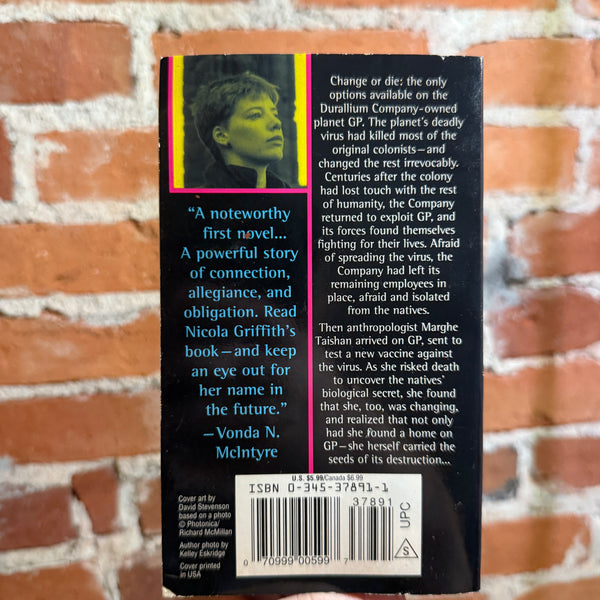 Change or die: the only
options available on the
Durallium Company-owned
planet GP. The planet's deadly
virus had killed most of the
original colonists—and
changed the rest irrevocably.
Centuries after the colony
had lost touch with the rest
of humanity, the Company
returned to exploit GP, and
its forces found themselves
fighting for their lives. Afraid
of spreading the virus, the
Company had left its
remaining employees in
place, afraid and isolated
from the natives.
Then anthropologist Marghe
Taishan arrived on GP, sent to
test a new vaccine against
the virus. As she risked death
to uncover the natives'
biological secret, she found
that she, too, was changing,
and realized that not only
had she found a home on
GP—she herself carried the
seeds of its destruction...
"A noteworthy
first novel...
A powerful story
of connection,
allegiance, and
obligation. Read
Nicola Griffith's
book—and keep
an eye out for
her name in
the future."
—Vonda N.
McIntyre
Cover art by
David Stevenson
based on a photo
© Photonica/
Richard McMillan
Author photo by
Kelley Eskridge
Cover printed
in USA
U.S. $5.99/Canada $6.99
ISBN 0-345-37891-1
37891
0 70999 00599 7
UPC
S